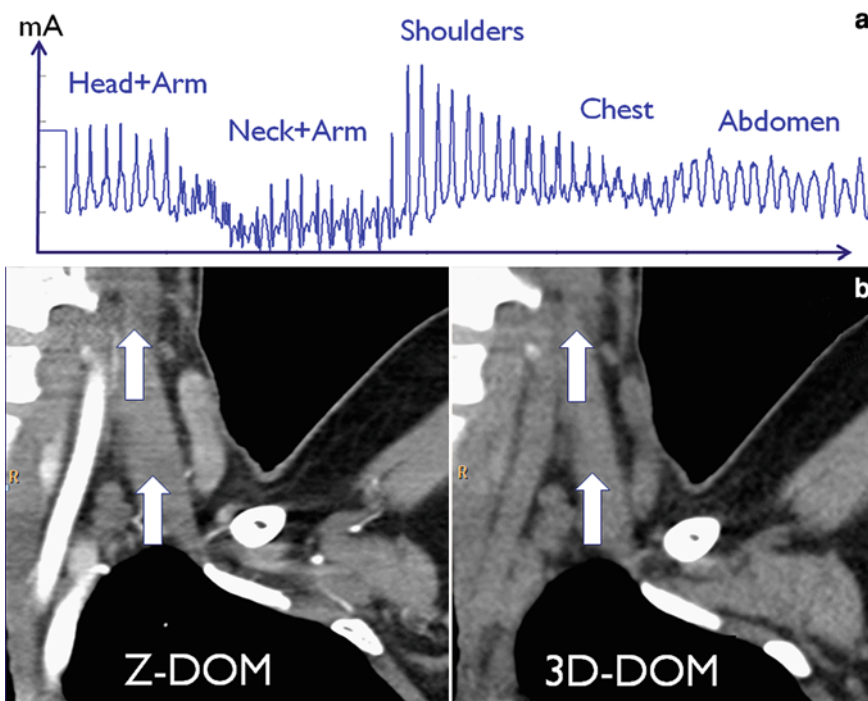 mA
a
Shoulders
Head+Arm
Chest
Neck+Arm
Abdomen
b
R
R
Z-DOM
3D-DOM